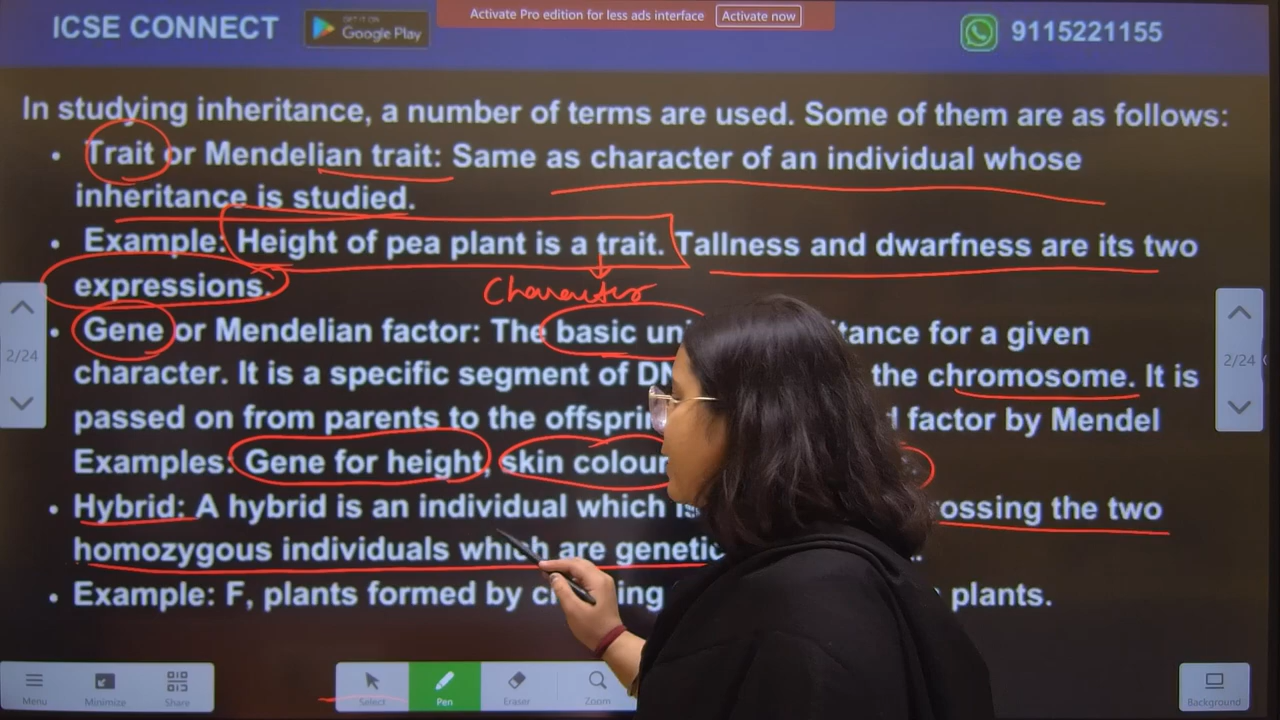 ICSE CONNECT
GET IT ON
Google Play
Activate Pro edition for less ads interface
Activate now
9115221155
In studying inheritance, a number of terms are used. Some of them are as follows:
• Trait or Mendelian trait: Same as character of an individual whose
inheritance is studied.
• Example: Height of pea plant is a trait. Tallness and dwarfness are its two
expressions.
Character
• Gene or Mendelian factor: The basic uni tance for a given
character. It is a specific segment of DN the chromosome. It is
passed on from parents to the offsprin factor by Mendel
Examples: Gene for height, skin colour
• Hybrid: A hybrid is an individual which is ossing the two
homozygous individuals which are genetic
• Example: F, plants formed by plants.
2/24
2/24
Menu
Minimize
Share
Select
Pen
Eraser
Zoom
Background